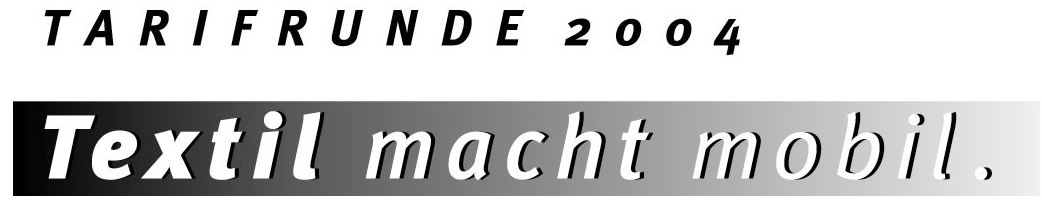 TARIFRUNDE 2004
Textil macht mobil.